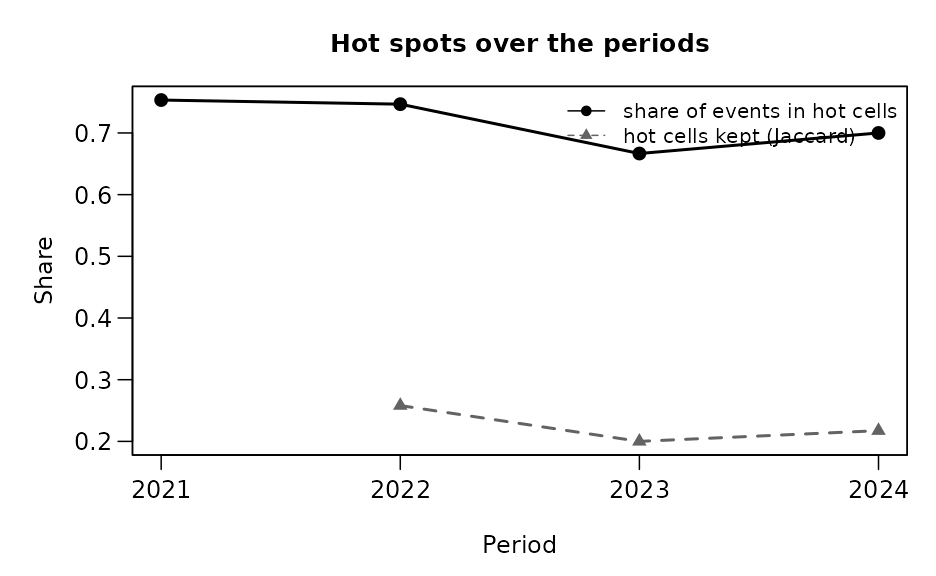 Hot spots over the periods
share of events in hot cells
hot cells kept (Jaccard)
0.7
0.6
0.5
0.4
0.3
0.2
Share
2021 2022 2023 2024
Period